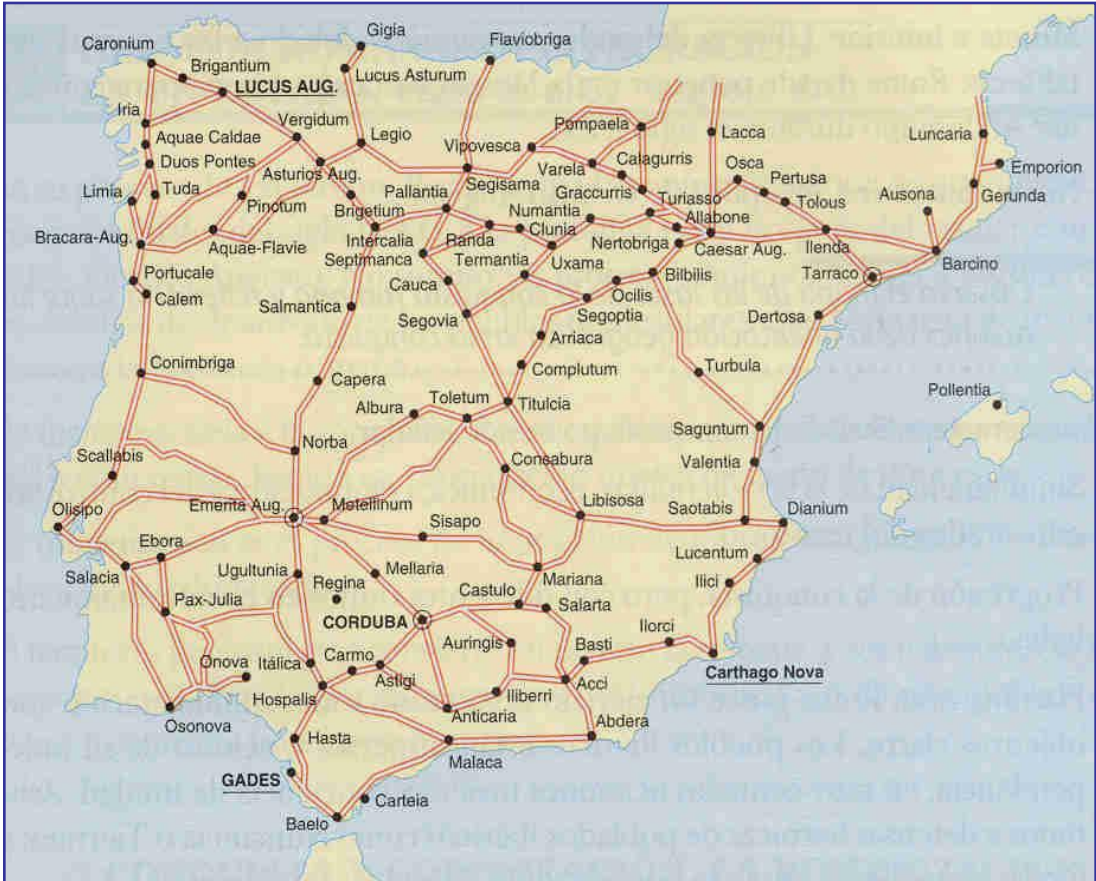 Gigia
Caronium
Flaviobriga
Brigantium
Lucus Asturum
LUCUS AUG.
Iria
Vergidum
Pompaela
Lacca
Aquae Caldae
Legio
Vipovesca
Luncaria
Duos Pontes
Asturios Aug.
Varela
Calagurris
Osca
Emporion
Limia
Tuda
Pallantia
Segisama
Graccurris
Pertusa
Pinctum
Brigetium
Numantia
Turiasso
Tolous
Ausona
Gerunda
Bracara-Aug.
Aquae-Flavie
Intercalia
Randa
Clunia
Allabone
Septimanca
Termantia
Uxama
Nertobriga
Caesar Aug.
Ilenda
Barcino
Portucale
Cauca
Bilbilis
Tarraco
Calem
Salmantica
Ocilis
Segovia
Segoptia
Dertosa
Arriaca
Conimbriga
Capera
Complutum
Turbula
Albura
Toletum
Titulcia
Pollentia
Saguntum
Norba
Scallabis
Concabura
Valentia
Olisipo
Ementa Aug.
Motellinum
Libisosa
Saotabis
Dianium
Ebora
Sisapo
Salacia
Ugultunia
Mellaria
Lucentum
Regina
Mariana
Ilici
Pax-Julia
Castulo
Salarta
CORDUBA
Auringis
Ilorci
Onova
Itálica
Carmo
Basti
Astigi
Carthago Nova
Hospalis
Iliberri
Acci
Osonova
Anticaria
Hasta
Abdera
Malaca
GADES
Carteia
Baelo